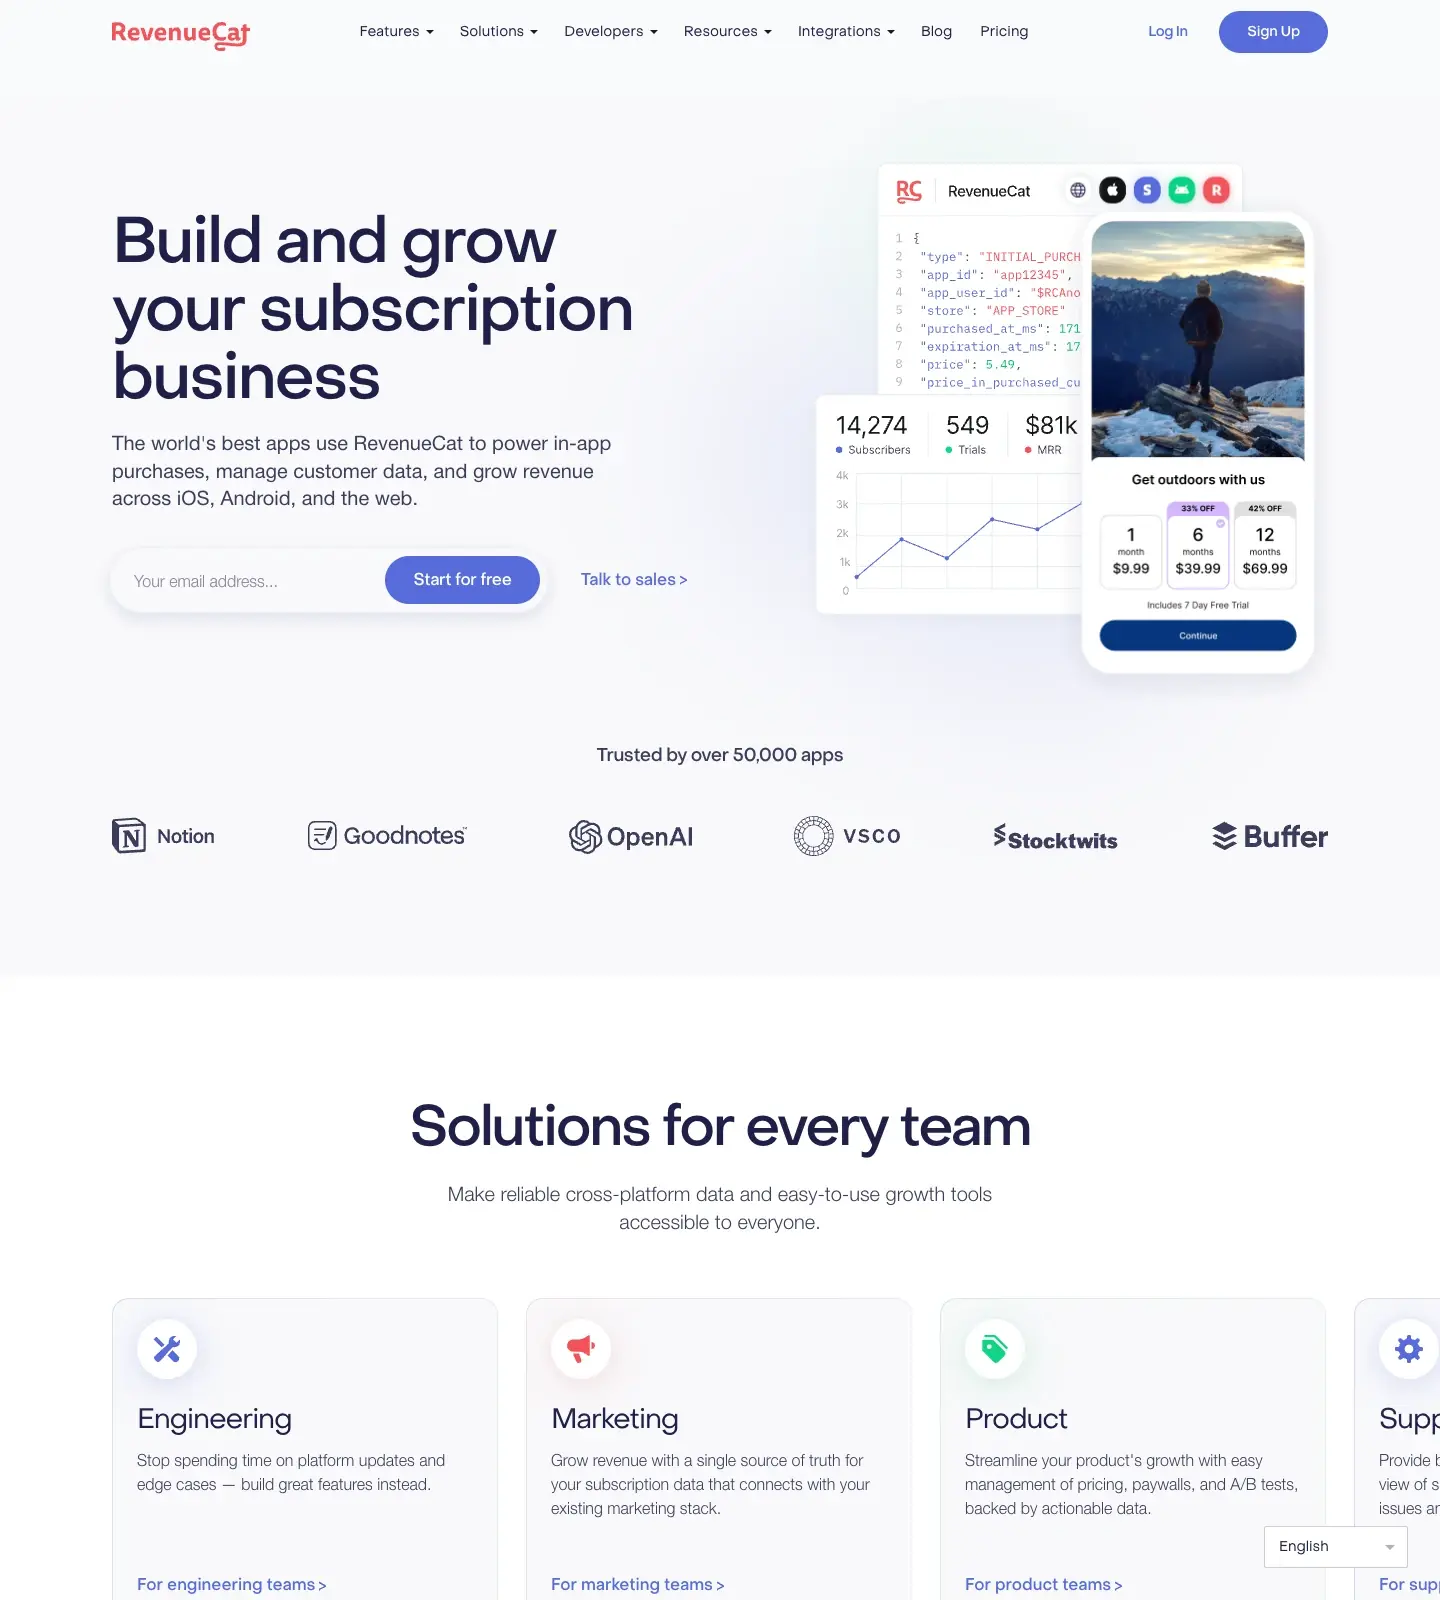 RevenueCat
Features
Solutions
Developers
Resources
Integrations
Blog
Pricing
Log In
Sign Up
Build and grow
your subscription
business
The world's best apps use RevenueCat to power in-app
purchases, manage customer data, and grow revenue
across iOS, Android, and the web.
Your email address...
Start for free
Talk to sales >
RC
RevenueCat
S
R
1 {
2 "type": "INITIAL_PURCH
3 "app_id": "app12345",
4 "app_user_id": "$RCAno
5 "store": "APP_STORE"
6 "purchased_at_ms": 171
7 "expiration_at_ms": 17
8 "price": 5.49,
9 "price_in_purchased_cu
14,274
Subscribers
549
Trials
$81k
MRR
4k
3k
2k
1k
0
Get outdoors with us
33% OFF
42% OFF
1
month
$9.99
6
months
$39.99
12
months
$69.99
Includes 7 Day Free Trial
Continue
Trusted by over 50,000 apps
Notion
Goodnotes
OpenAI
VSCO
Stocktwits
Buffer
Solutions for every team
Make reliable cross-platform data and easy-to-use growth tools
accessible to everyone.
Engineering
Stop spending time on platform updates and
edge cases — build great features instead.
For engineering teams >
Marketing
Grow revenue with a single source of truth for
your subscription data that connects with your
existing marketing stack.
For marketing teams >
Product
Streamline your product's growth with easy
management of pricing, paywalls, and A/B tests,
backed by actionable data.
For product teams >
Supp
Provide b
view of s
issues an
For sup
English